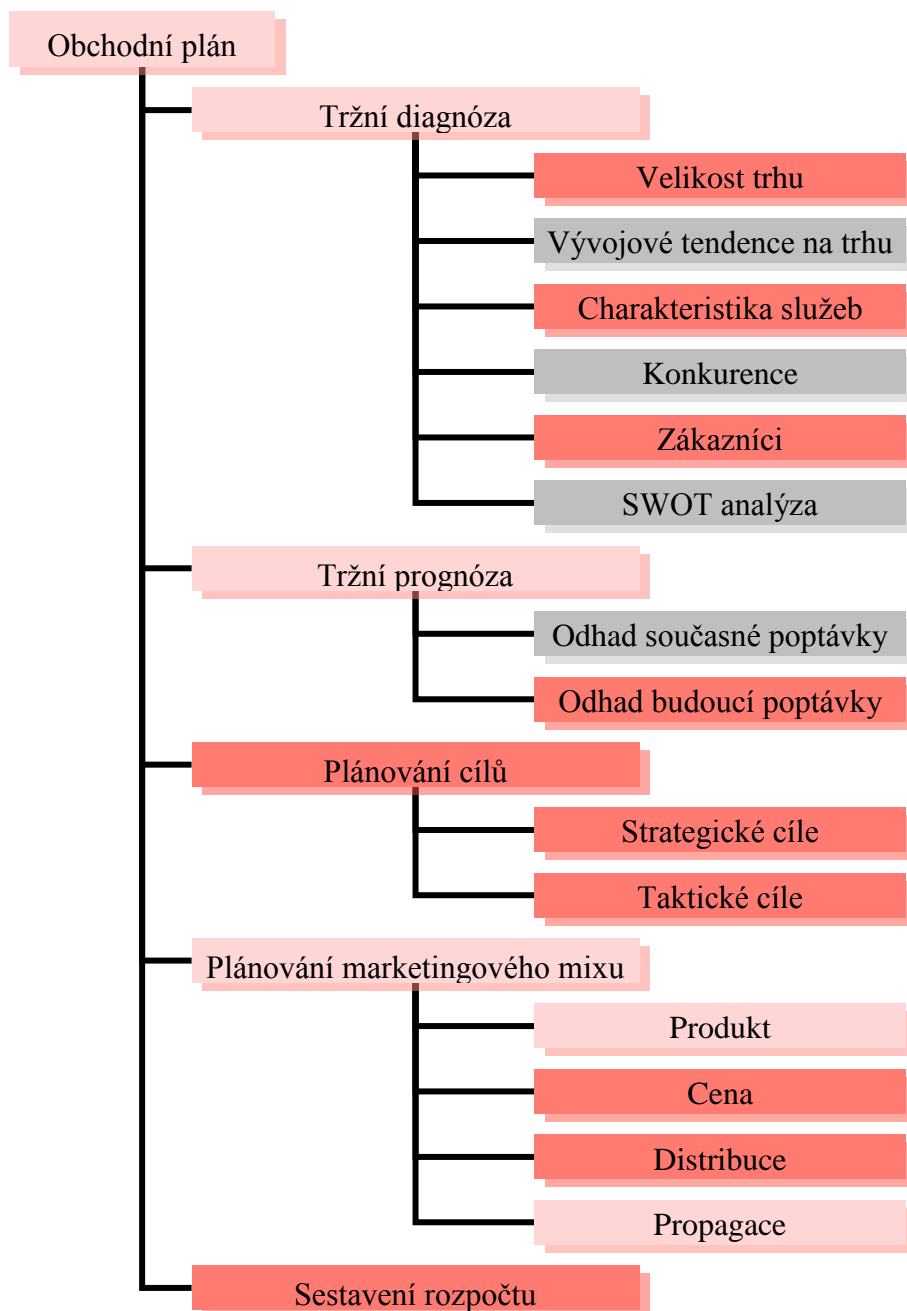 Obchodní plán
Tržní diagnóza
Velikost trhu
Vývojové tendence na trhu
Charakteristika služeb
Konkurence
Zákazníci
SWOT analýza
Tržní prognóza
Odhad současné poptávky
Odhad budoucí poptávky
Plánování cílů
Strategické cíle
Taktické cíle
Plánování marketingového mixu
Produkt
Cena
Distribuce
Propagace
Sestavení rozpočtu